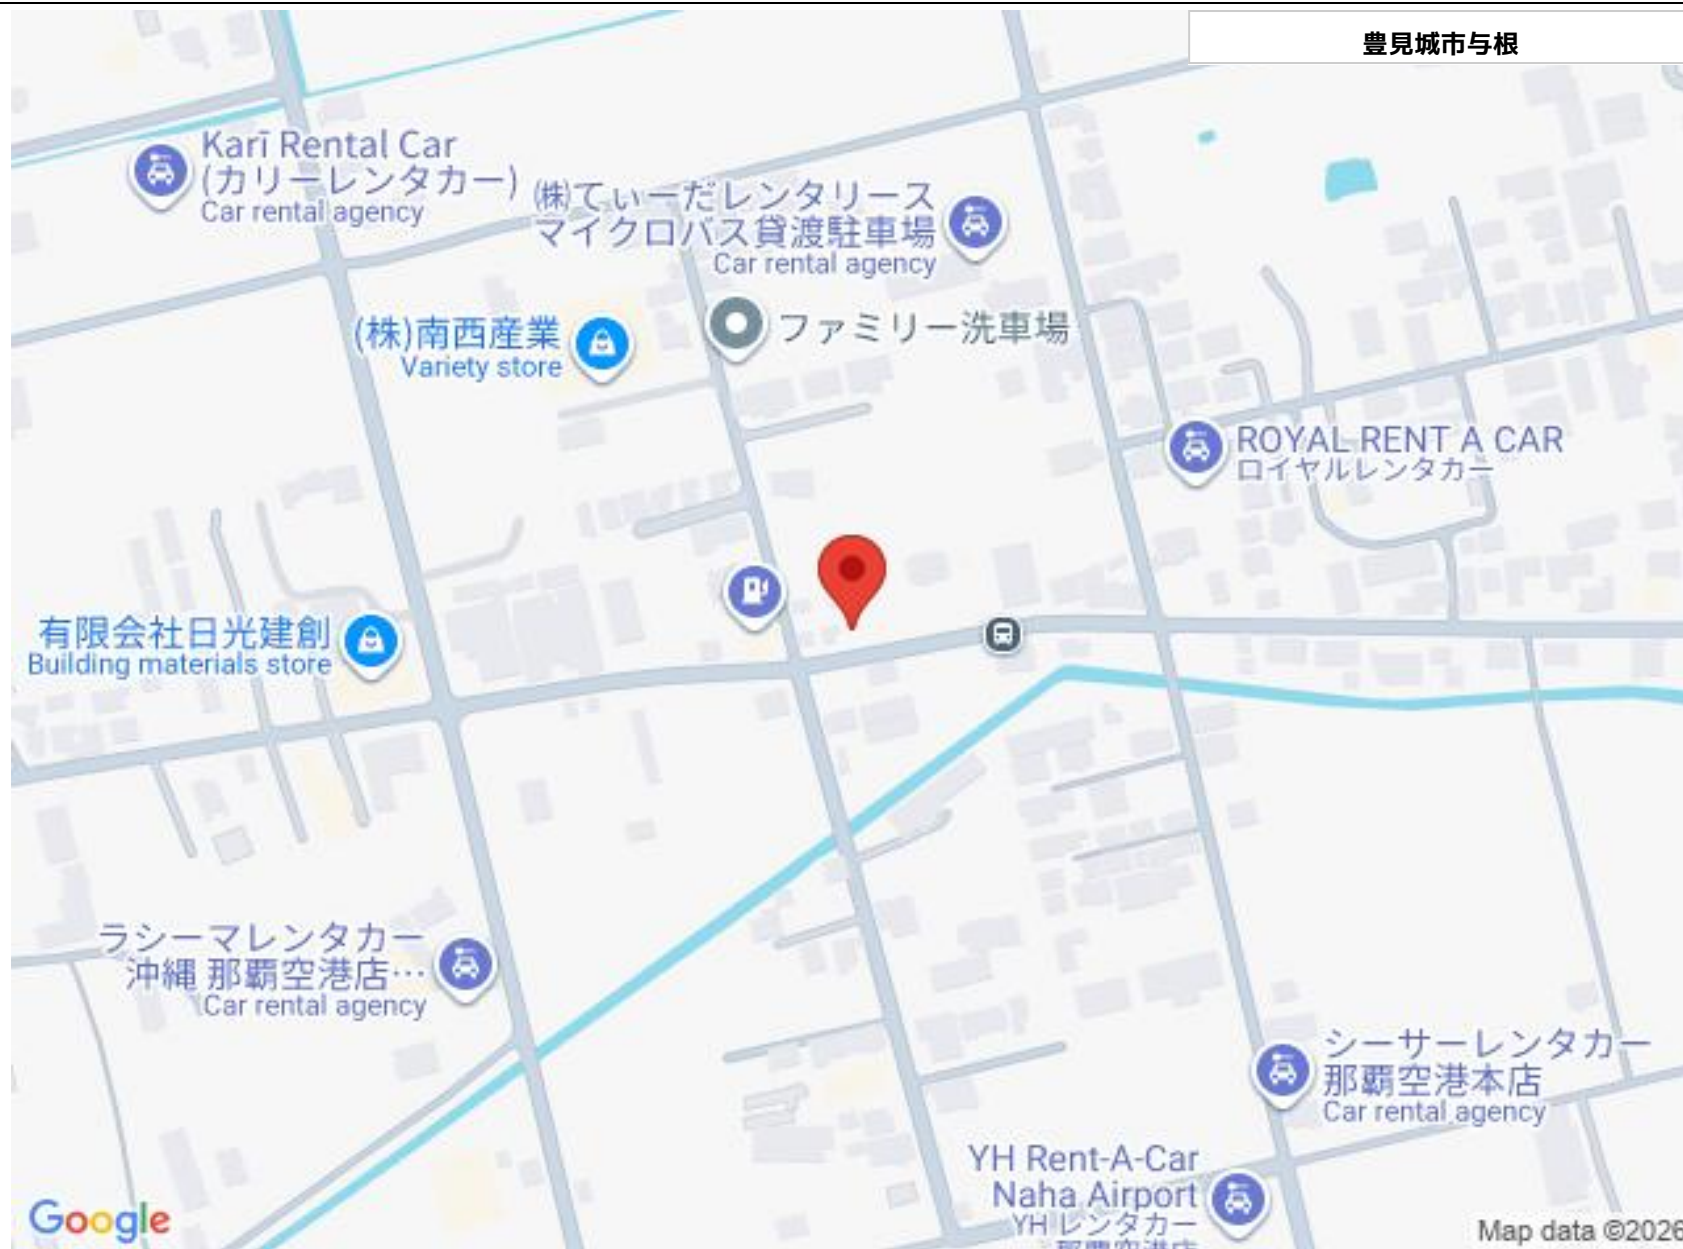 豊見城市与根
Karī Rental Car
(カリーレンタカー)
Car rental agency
(株)てぃーだレンタリース
マイクロバス貸渡駐車場
Car rental agency
(株)南西産業
Variety store
ファミリー洗車場
ROYAL RENT A CAR
ロイヤルレンタカー
有限会社日光建創
Building materials store
ラシーマレンタカー
沖縄 那覇空港店…
Car rental agency
シーサーレンタカー
那覇空港本店
Car rental agency
YH Rent-A-Car
Naha Airport
YH レンタカー
那覇空港店
Google
Map data ©2026